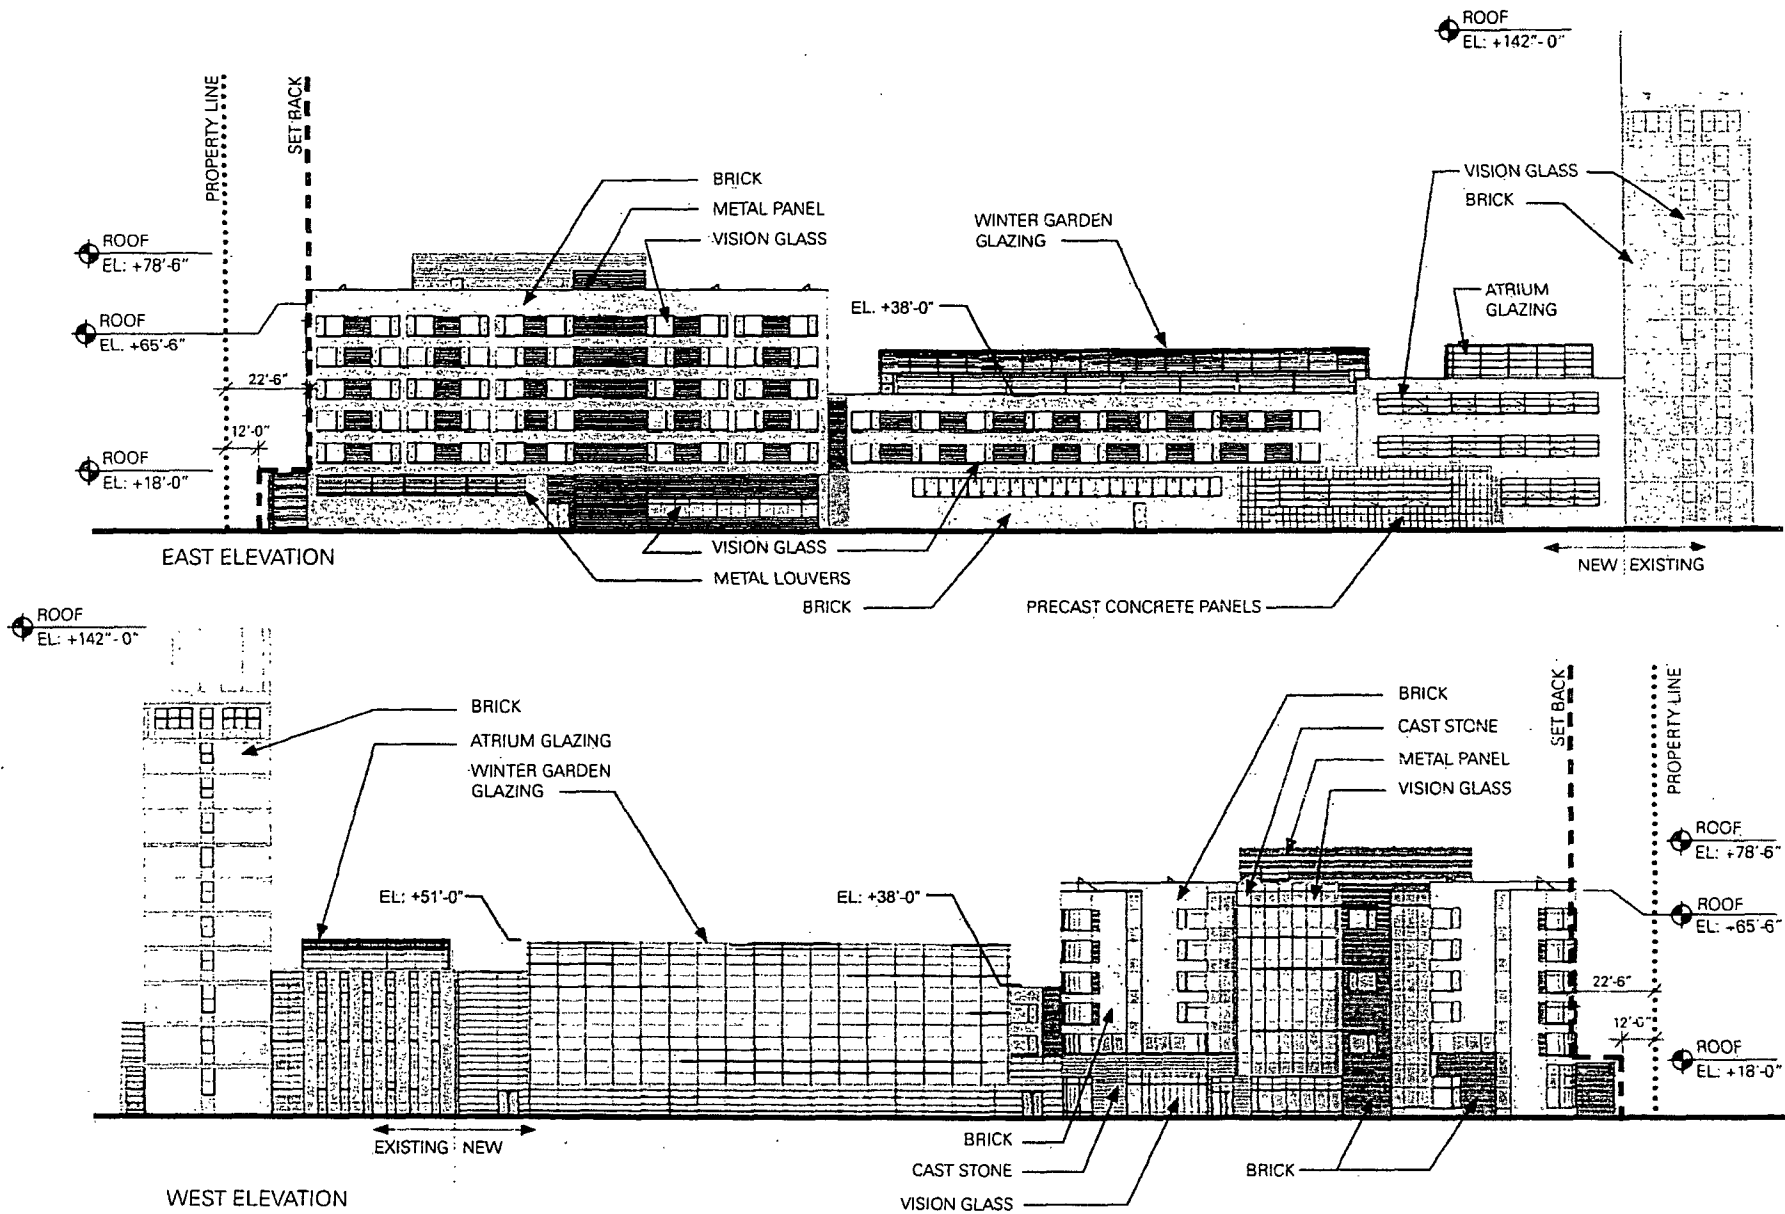 ROOF
EL: +142"-0"
PROPERTY LINE
SET BACK
BRICK
METAL PANEL
VISION GLASS
WINTER GARDEN
GLAZING
VISION GLASS
BRICK
ROOF
EL: +78'-6"
ROOF
EL. +65'-6"
EL. +38'-0"
ATRIUM
GLAZING
22'-6"
12'-0"
ROOF
EL: +18'-0"
EAST ELEVATION
VISION GLASS
METAL LOUVERS
BRICK
PRECAST CONCRETE PANELS
NEW EXISTING
ROOF
EL: +142"-0"
BRICK
ATRIUM GLAZING
WINTER GARDEN
GLAZING
BRICK
CAST STONE
METAL PANEL
VISION GLASS
SET BACK
PROPERTY LINE
ROOF
EL: +78'-6"
EL: +51'-0"
EL: +38'-0"
ROOF
EL: +65'-6"
22'-6"
ROOF
EL: +18'-0"
EXISTING NEW
BRICK
CAST STONE
VISION GLASS
BRICK
WEST ELEVATION